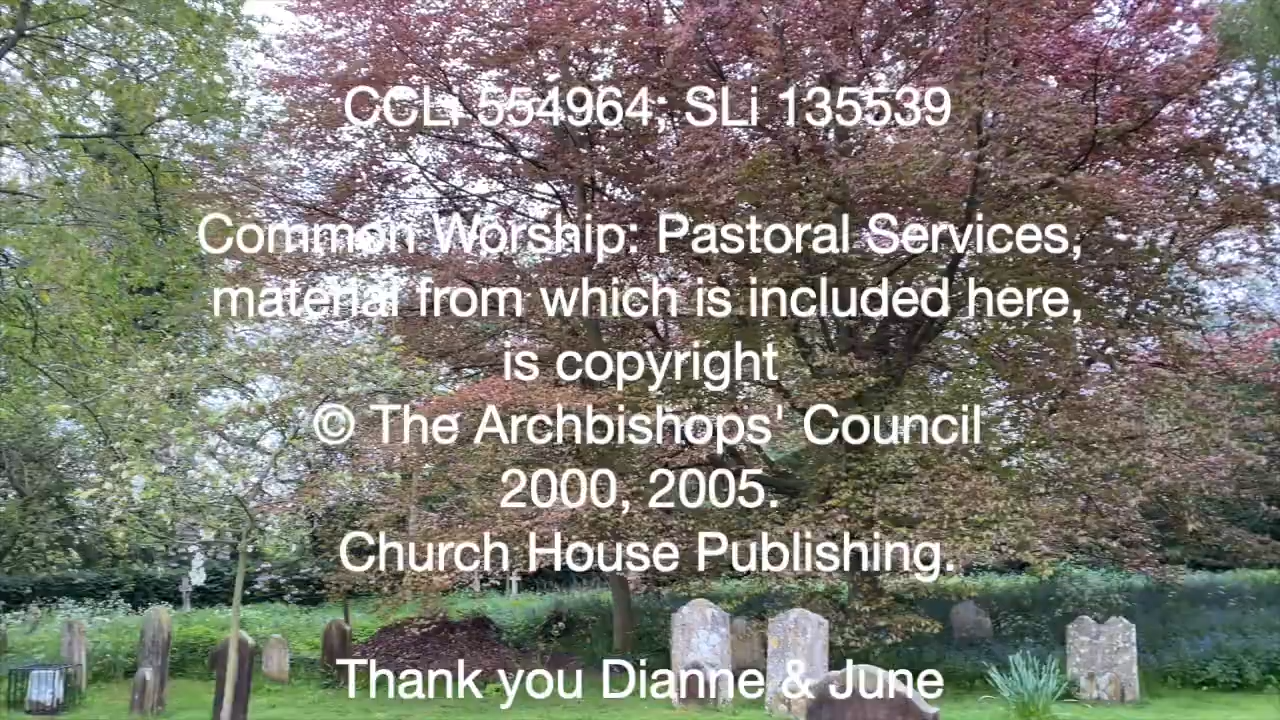 CCLi 554964; SLi 135539
Common Worship: Pastoral Services,
material from which is included here,
is copyright
© The Archbishops' Council
2000, 2005.
Church House Publishing.
Thank you Dianne & June